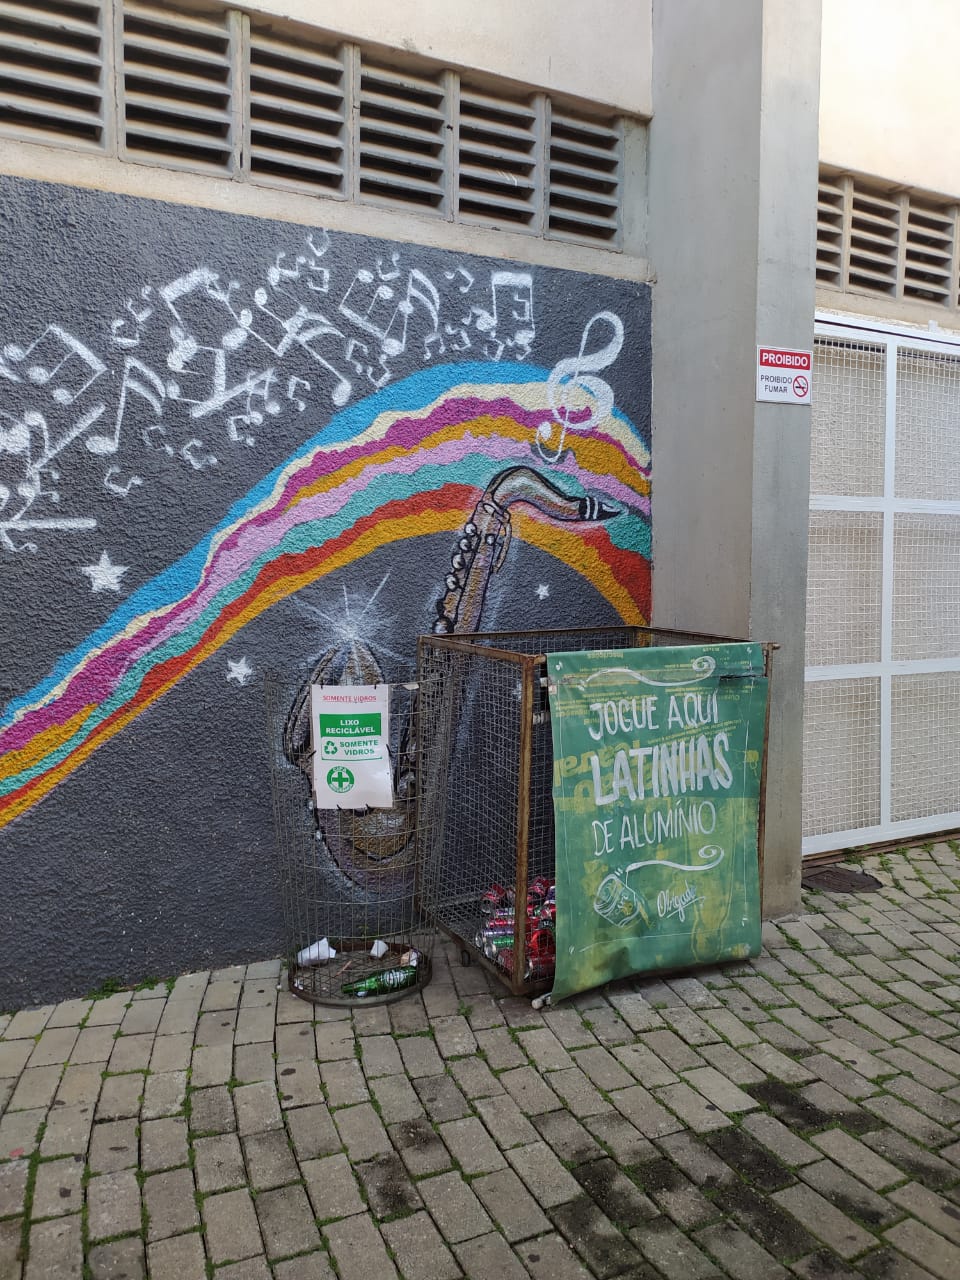 PROIBIDO
PROIBIDO
FUMAR
SOMENTE VIDROS
LIXO
RECICLÁVEL
SOMENTE
VIDROS
JOGUE AQUI
LATINHAS
DE ALUMÍNIO
Obrigado